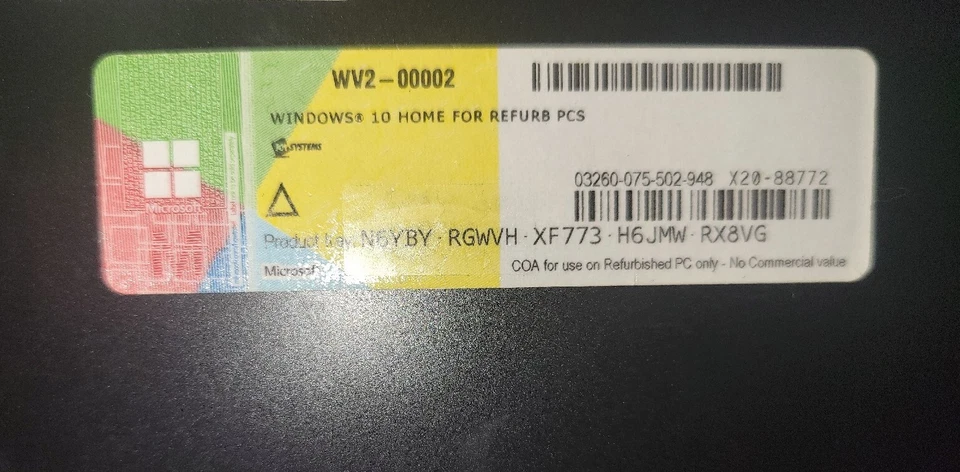 WV2-00002
WINDOWS® 10 HOME FOR REFURB PCS
SYSTEMS
Microsoft
03260-075-502-948 X20-88772
Product N6YBY-RGWVH-XF773-H6JMW-RX8VG
Microsoft COA for use on Refurbished PC only - No Commercial value